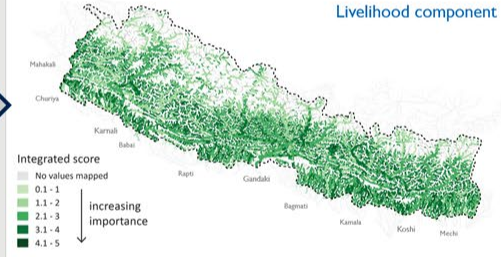 Livelihood component
Mahakali
Churiya
Karnali
Babai
Rapti
Gandaki
Bagmati
Kamala
Koshi
Mechi
Integrated score
No values mapped
0.1 - 1
1.1 - 2
2.1 - 3
3.1 - 4
4.1 - 5
increasing
importance